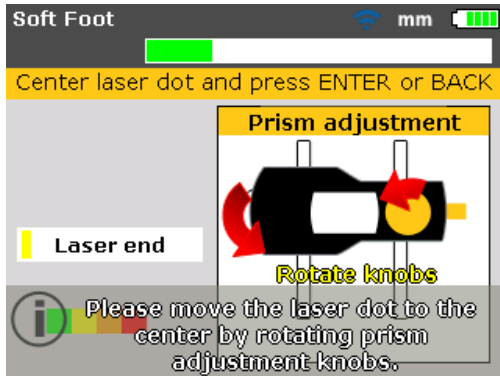 Soft Foot mm
Center laser dot and press ENTER or BACK
Prism adjustment
Laser end
Rotate knobs
Please move the laser dot to the
center by rotating prism
adjustment knobs.